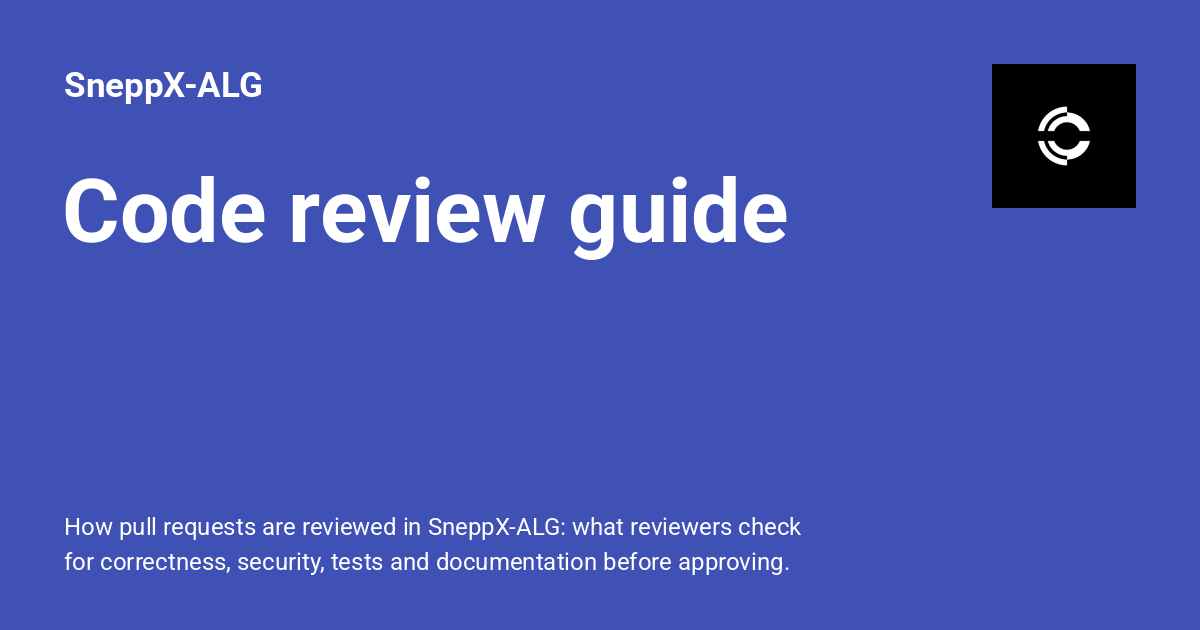 SneppX-ALG
Code review guide
How pull requests are reviewed in SneppX-ALG: what reviewers check
for correctness, security, tests and documentation before approving.